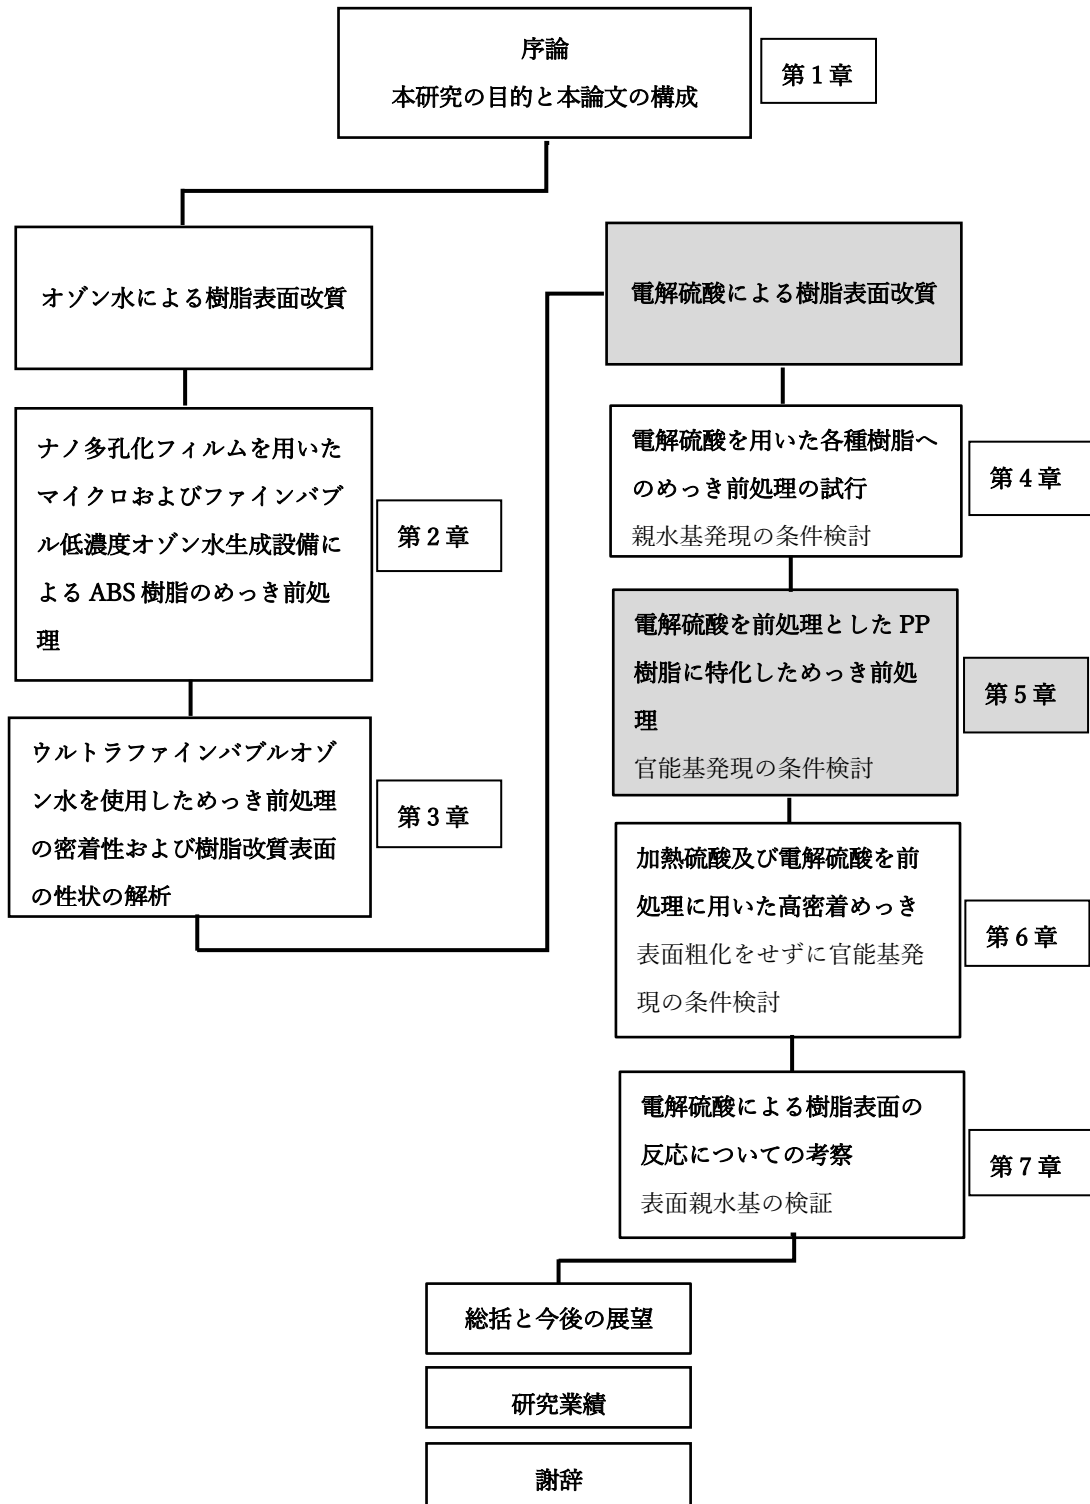 序論
本研究の目的と本論文の構成
第1章
オゾン水による樹脂表面改質
ナノ多孔化フィルムを用いた
マイクロおよびファインバブ
ル低濃度オゾン水生成設備に
よる ABS 樹脂のめっき前処
理
第2章
ウルトラファインバブルオゾ
ン水を使用しためっき前処理
の密着性および樹脂改質表面
の性状の解析
第3章
電解硫酸による樹脂表面改質
電解硫酸を用いた各種樹脂へ
のめっき前処理の試行
親水基発現の条件検討
第4章
電解硫酸を前処理とした PP
樹脂に特化しためっき前処
理
官能基発現の条件検討
第5章
加熱硫酸及び電解硫酸を前
処理に用いた高密着めっき
表面粗化をせずに官能基発
現の条件検討
第6章
電解硫酸による樹脂表面の
反応についての考察
表面親水基の検証
第7章
総括と今後の展望
研究業績
謝辞